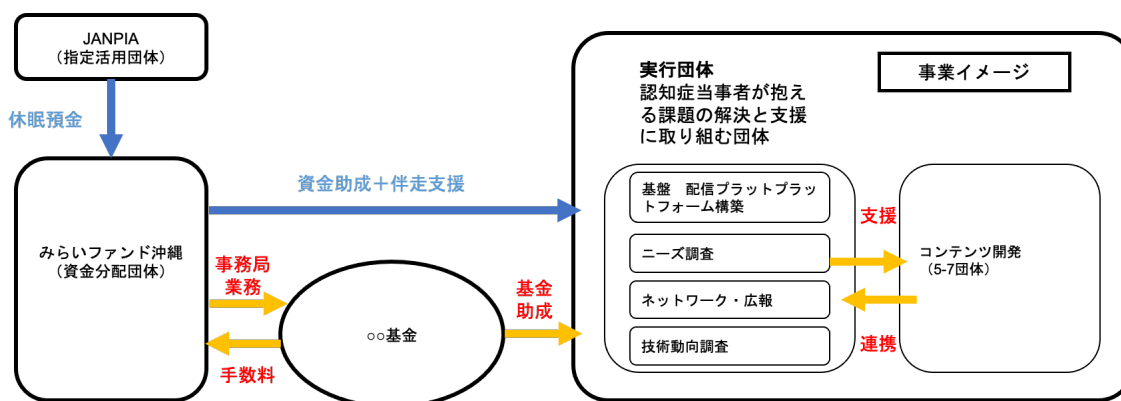 JANPIA
（指定活用団体）
休眠預金
みらいファンド沖縄
（資金分配団体）
資金助成＋伴走支援
事務局
業務
手数料
○○基金
基金
助成
事業イメージ
実行団体
認知症当事者が抱え
る課題の解決と支援
に取り組む団体
基盤　配信プラットプラッ
トフォーム構築
ニーズ調査
ネットワーク・広報
技術動向調査
支援
連携
コンテンツ開発
（5-7団体）